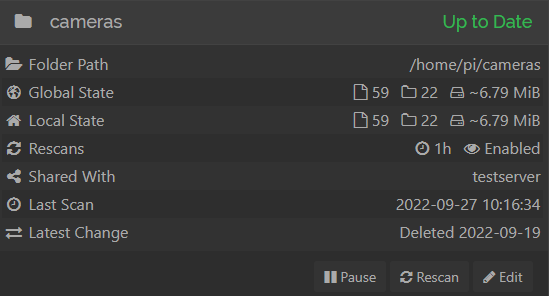 cameras Up to Date
Folder Path /home/pi/cameras
Global State 59 22 ~6.79 MiB
Local State 59 22 ~6.79 MiB
Rescans 1h Enabled
Shared With testserver
Last Scan 2022-09-27 10:16:34
Latest Change Deleted 2022-09-19
Pause Rescan Edit